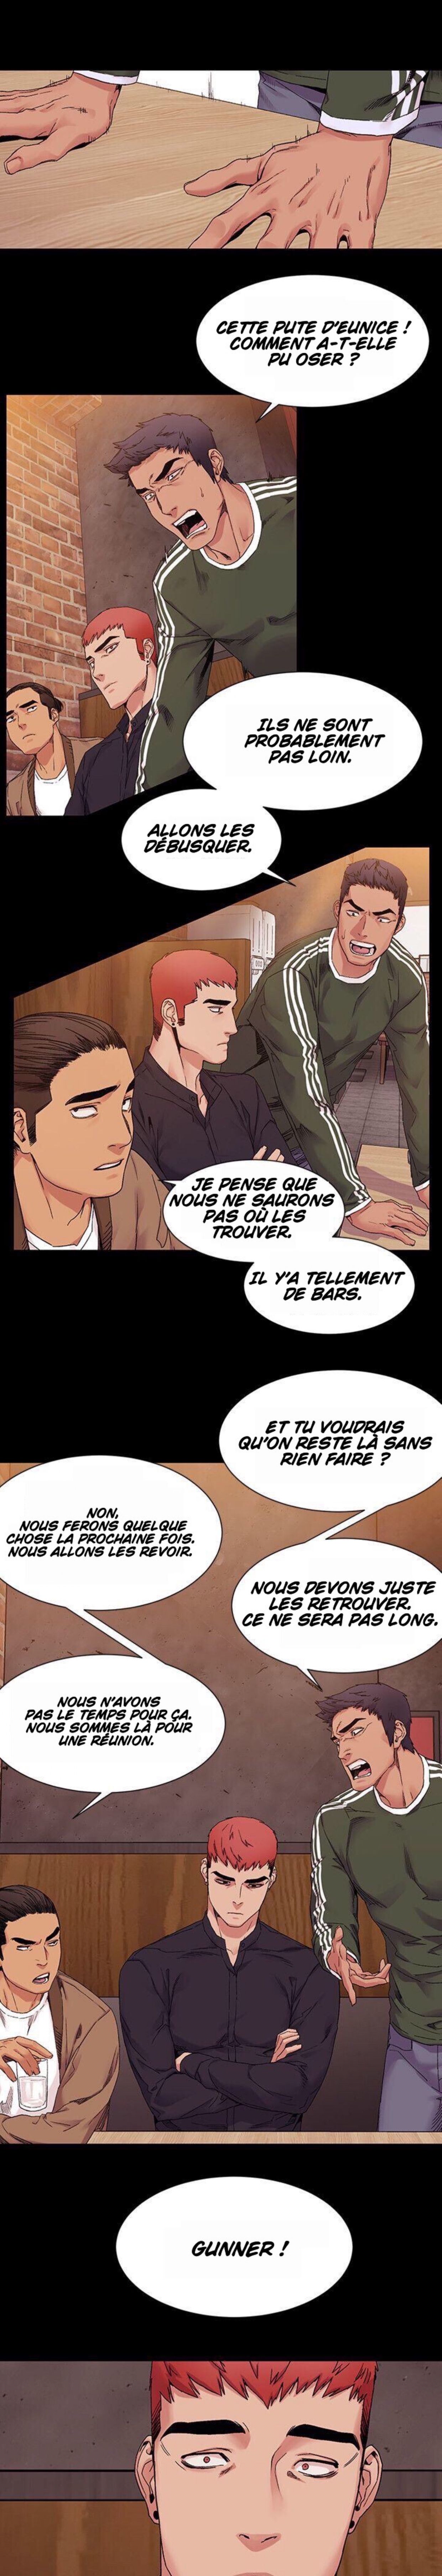 CETTE PUTE D'EUNICE !
COMMENT A-T-ELLE
PU OSER ?
ILS NE SONT
PROBABLEMENT
PAS LOIN.
ALLONS LES
DÉBUSQUER.
JE PENSE QUE
NOUS NE SAURONS
PAS OÙ LES
TROUVER.
IL Y'A TELLEMENT
DE BARS.
ET TU VOUDRAIS
QU'ON RESTE LÀ SANS
RIEN FAIRE ?
NON,
NOUS FERONS QUELQUE
CHOSE LA PROCHAINE FOIS.
NOUS ALLONS LES REVOIR.
NOUS DEVONS JUSTE
LES RETROUVER.
CE NE SERA PAS LONG.
NOUS N'AVONS
PAS LE TEMPS POUR ÇA.
NOUS SOMMES LÀ POUR
UNE RÉUNION.
GUNNER !